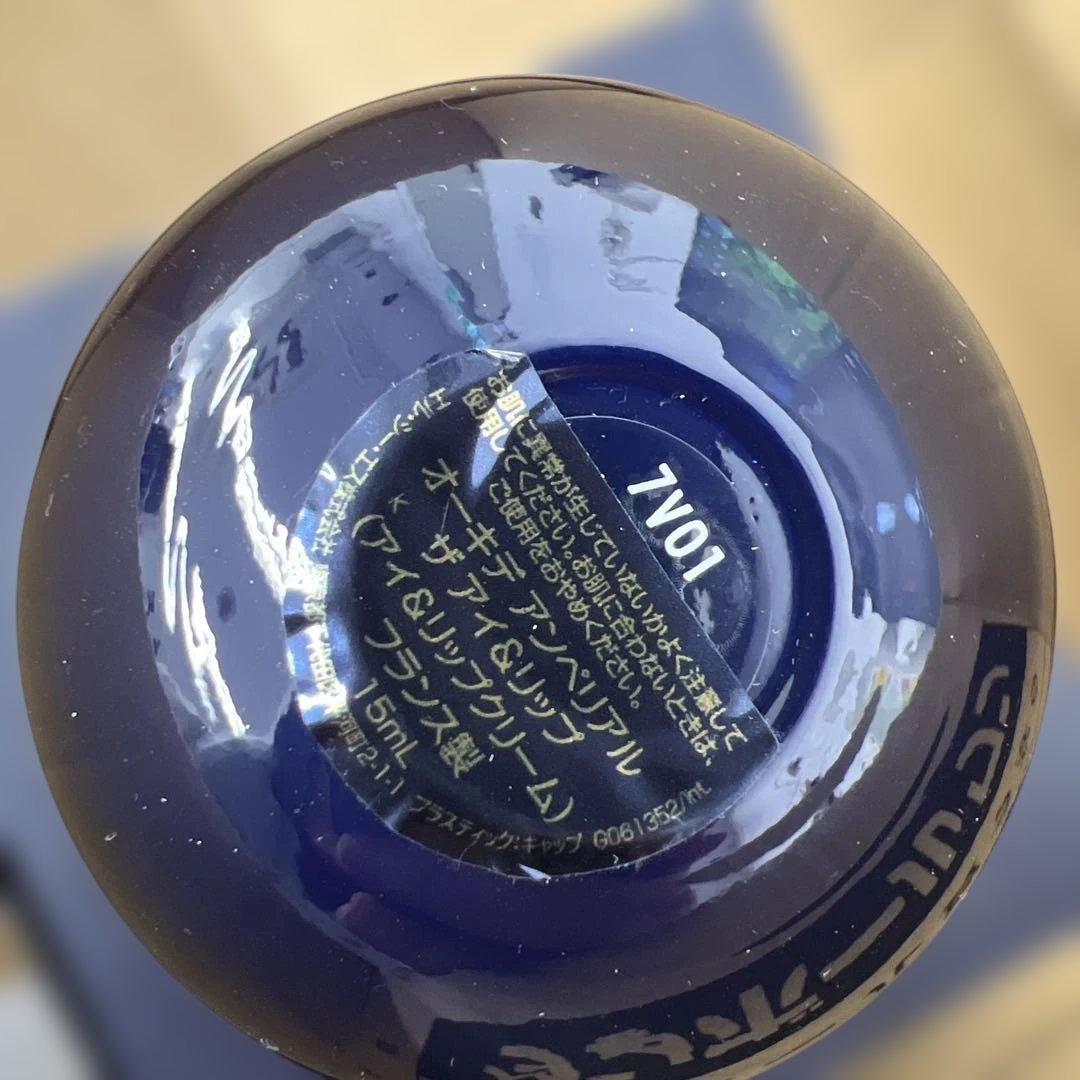 7V01
お肌に異常が生じていないかよく注意して
使用してください。お肌に合わないときは、
ご使用をおやめください。
オーキデ アンペリアル
ザ アイ&リップ
K
(アイ&リップクリーム)
フランス製
15mL
2-1-1
プラスティック:キャップ G061352/int